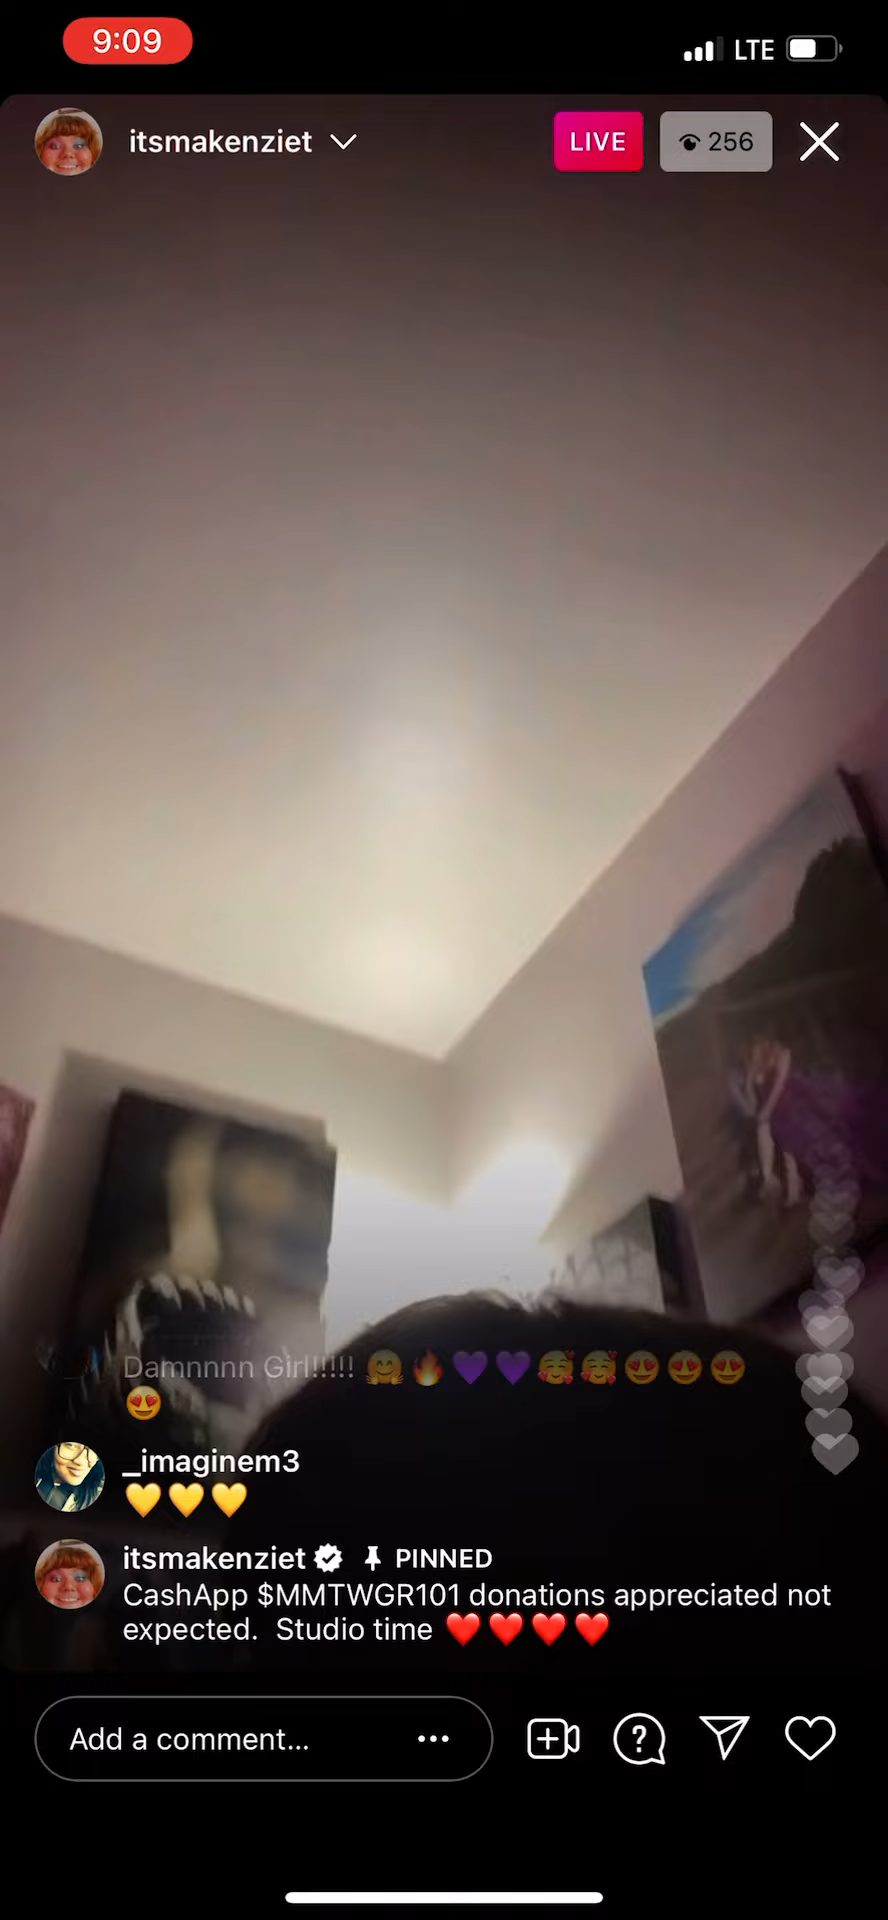 9:09
LTE
itsmakenziet
LIVE
256
Damnnnn Girl!!!!! 🤗🔥💜💜🥰🥰😍😍😍
😍
_imaginem3
💛💛💛
itsmakenziet PINNED
CashApp $MMTWGR101 donations appreciated not
expected.  Studio time ❤️❤️❤️❤️
Add a comment...